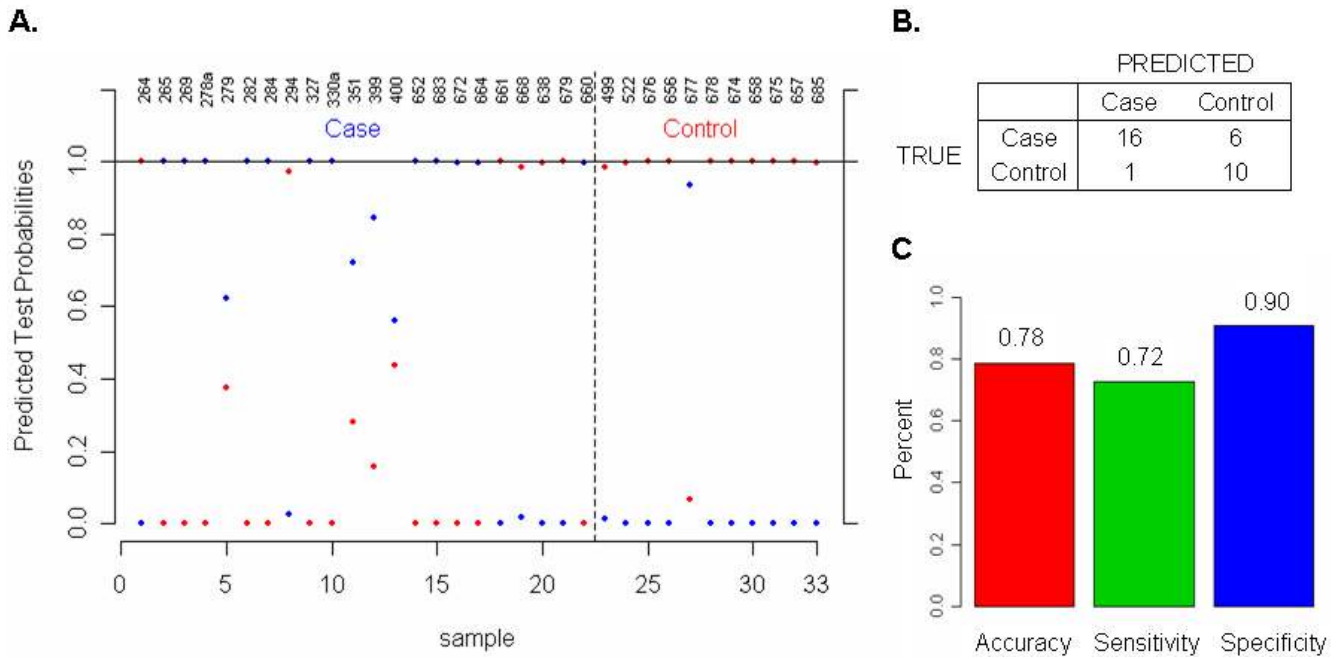 A.
264 265 269 278a 279 282 284 294 327 330a 351 399 400 652 683 672 664 661 668 638 679 660 499 522 676 656 677 678 674 658 675 657 685
Case Control
Predicted Test Probabilities
1.0
0.8
0.6
0.4
0.2
0.0
0 5 10 15 20 25 30 33
sample
B.
PREDICTED
Case Control
TRUE
Case 16 6
Control 1 10
C
0.78 0.72 0.90
Percent
1.0
0.8
0.6
0.4
0.2
0.0
Accuracy Sensitivity Specificity